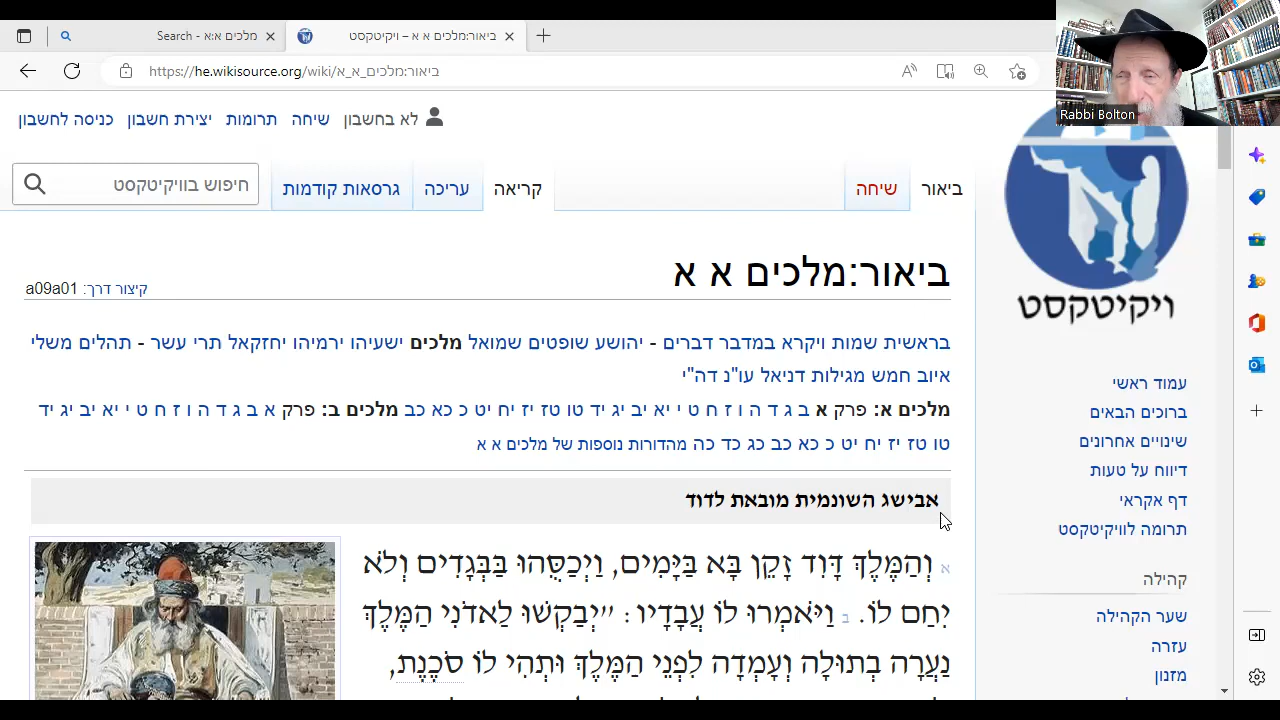 מלכים א:א - Search
ביאור:מלכים א א – ויקיטקסט
https://he.wikisource.org/wiki/ביאור:מלכים_א_א
Rabbi Bolton
לא בחשבון שיחה תרומות יצירת חשבון כניסה לחשבון
ביאור שיחה קריאה עריכה גרסאות קודמות חיפוש בוויקיטקסט
ויקיטקסט
ביאור:מלכים א א
קיצור דרך: a09a01
בראשית שמות ויקרא במדבר דברים - יהושע שופטים שמואל מלכים ישעיהו ירמיהו יחזקאל תרי עשר - תהלים משלי
איוב חמש מגילות דניאל עו"נ דה"י
מלכים א: פרק א ב ג ד ה ו ז ח ט י יא יב יג יד טו טז יז יח יט כ כא כב מלכים ב: פרק א ב ג ד ה ו ז ח ט י יא יב יג יד
טו טז יז יח יט כ כא כב כג כד כה מהדורות נוספות של מלכים א א
אבישג השונמית מובאת לדוד
א וְהַמֶּלֶךְ דָּוִד זָקֵן בָּא בַּיָּמִים, וַיְכַסֻּהוּ בַּבְּגָדִים וְלֹא
יִחַם לוֹ. ב וַיֹּאמְרוּ לוֹ עֲבָדָיו: "יְבַקְשׁוּ לַאדֹנִי הַמֶּלֶךְ
נַעֲרָה בְתוּלָה וְעָמְדָה לִפְנֵי הַמֶּלֶךְ וּתְהִי לוֹ סֹכֶנֶת,
עמוד ראשי
ברוכים הבאים
שינויים אחרונים
דיווח על טעות
דף אקראי
תרומה לוויקיטקסט
קהילה
שער הקהילה
עזרה
מזנון